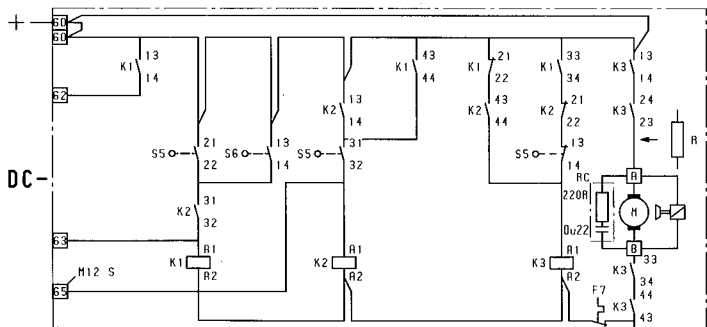 + 60
60
13 43 21 33 13
K1 K1 K1 K1 K3
14 44 22 34 14
62
13 43 21 24
K2 K2 K2 K3
14 44 22 23
21 13 31 13 R
S5 S6 S5 S5
22 14 32 14
DC-
RC A
220R
M
0u22
31
K2
32
B
63
A1 A1 A1 33
K1 K2 K3 K3
A2 A2 A2 34
M12 S
65
F7 44
K3
43